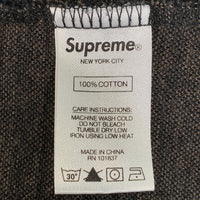 Supreme®
NEW YORK CITY
100% COTTON
CARE INSTRUCTIONS:
MACHINE WASH COLD
DO NOT BLEACH
TUMBLE DRY LOW
IRON USING LOW HEAT
MADE IN CHINA
RN 101837
30°